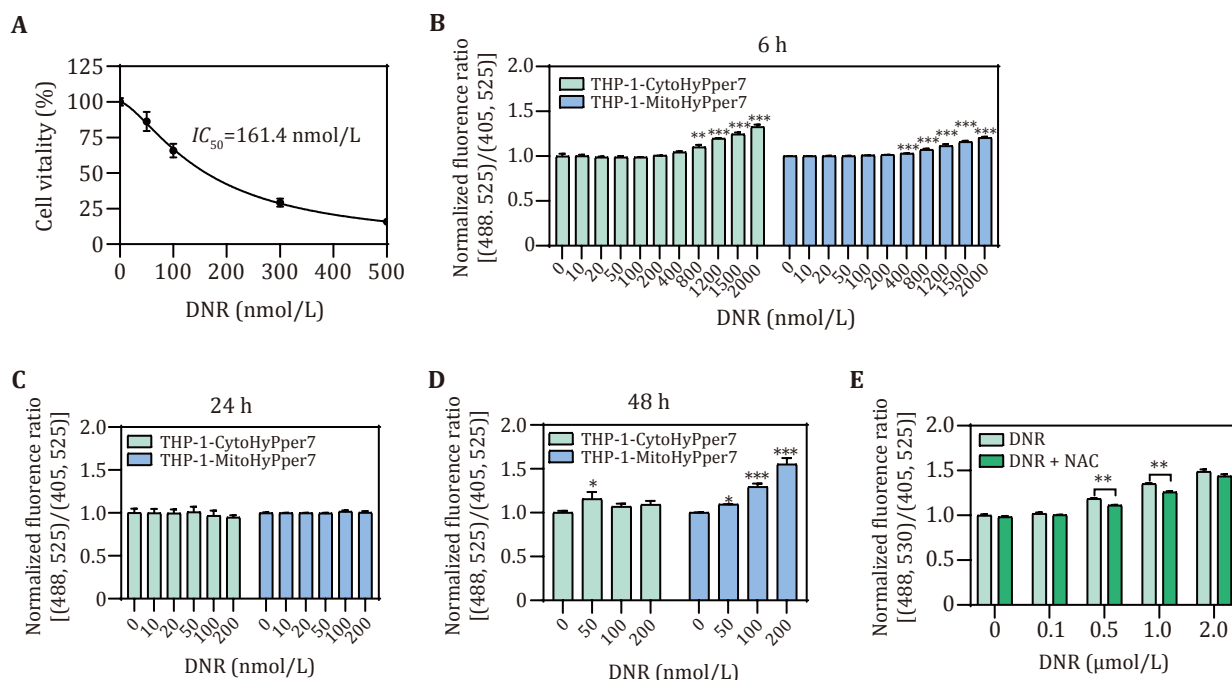 A
Cell vitality (%)
125
100
75
50
25
0
IC50=161.4 nmol/L
0 100 200 300 400 500
DNR (nmol/L)
B
6 h
Normalized fluorence ratio
[(488. 525)/(405, 525)]
2.0
1.5
1.0
0.5
0
THP-1-CytoHyPper7
THP-1-MitoHyPper7
** *** *** *** *** *** *** *** ***
0 10 20 50 100 200 400 800 1200 1500 2000 0 10 20 50 100 200 400 800 1200 1500 2000
DNR (nmol/L)
C
24 h
Normalized fluorence ratio
[(488, 525)/(405, 525)]
2.0
1.5
1.0
0.5
0
THP-1-CytoHyPper7
THP-1-MitoHyPper7
0 10 20 50 100 200 0 10 20 50 100 200
DNR (nmol/L)
D
48 h
Normalized fluorence ratio
[(488, 525)/(405, 525)]
2.0
1.5
1.0
0.5
0
THP-1-CytoHyPper7
THP-1-MitoHyPper7
* * *** ***
0 50 100 200 0 50 100 200
DNR (nmol/L)
E
Normalized fluorence ratio
[(488, 530)/(405, 525)]
2.0
1.5
1.0
0.5
0
DNR
DNR + NAC
** **
0 0.1 0.5 1.0 2.0
DNR (μmol/L)